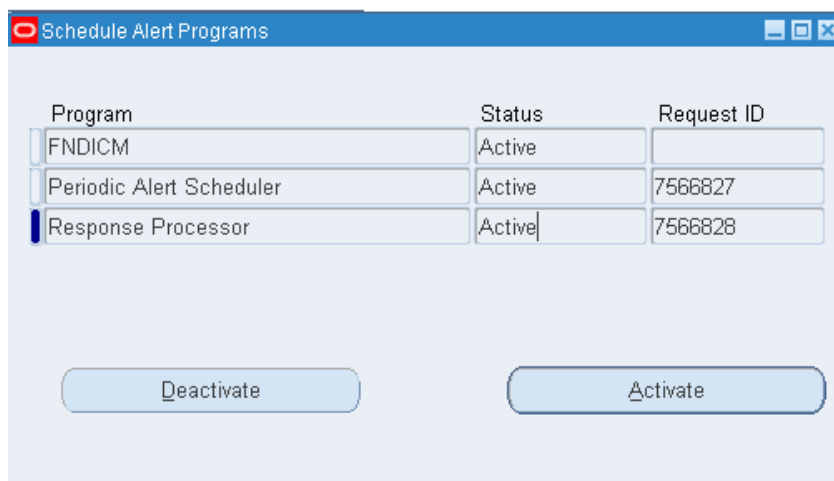 Schedule Alert Programs
Program Status Request ID
FNDICM Active
Periodic Alert Scheduler Active 7566827
Response Processor Active 7566828
Deactivate Activate